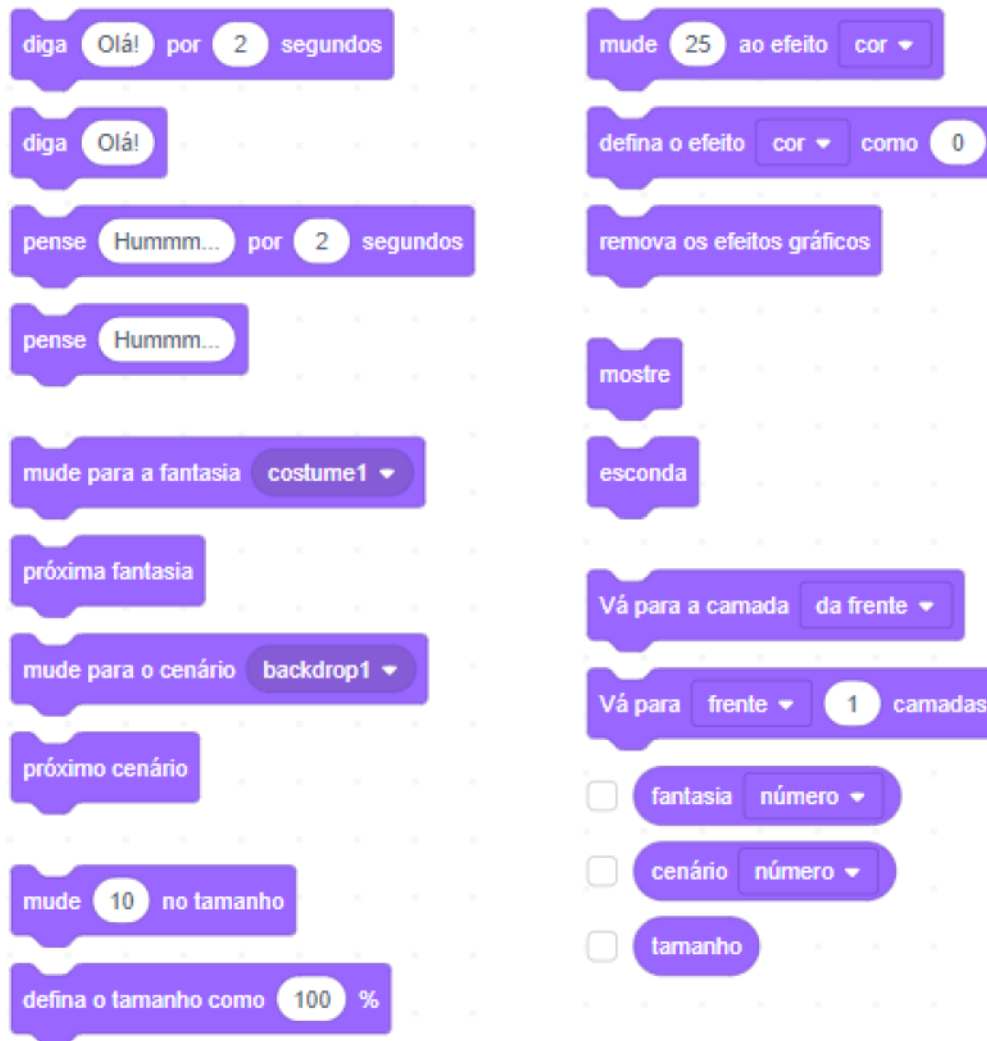 diga Olá! por 2 segundos
diga Olá!
pense Hummm... por 2 segundos
pense Hummm...
mude para a fantasia costume1
próxima fantasia
mude para o cenário backdrop1
próximo cenário
mude 10 no tamanho
defina o tamanho como 100 %
mude 25 ao efeito cor
defina o efeito cor como 0
remova os efeitos gráficos
mostre
esconda
Vá para a camada da frente
Vá para frente 1 camadas
fantasia número
cenário número
tamanho